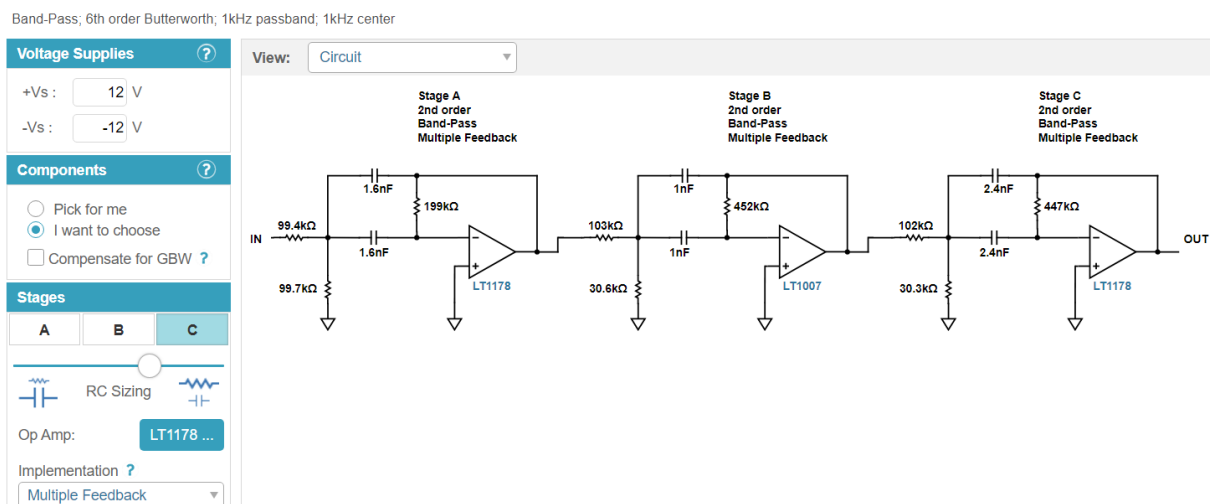 Band-Pass; 6th order Butterworth; 1kHz passband; 1kHz center
Voltage Supplies ?
+Vs : 12 V
-Vs : -12 V
Components ?
Pick for me
I want to choose
Compensate for GBW ?
Stages
A B C
RC Sizing
Op Amp: LT1178 ...
Implementation ?
Multiple Feedback
View: Circuit
Stage A
2nd order
Band-Pass
Multiple Feedback
1.6nF
199kΩ
99.4kΩ
IN
1.6nF
99.7kΩ
LT1178
Stage B
2nd order
Band-Pass
Multiple Feedback
1nF
452kΩ
103kΩ
1nF
30.6kΩ
LT1007
Stage C
2nd order
Band-Pass
Multiple Feedback
2.4nF
447kΩ
102kΩ
2.4nF
30.3kΩ
LT1178
OUT